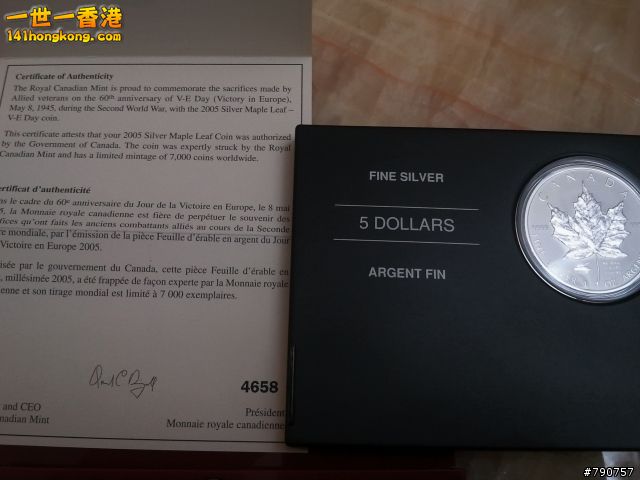 一世一香港
141hongkong.com
Certificate of Authenticity
The Royal Canadian Mint is proud to commemorate the sacrifices made by
Allied veterans on the 60th anniversary of V-E Day (Victory in Europe),
May 8, 1945, during the Second World War, with the 2005 Silver Maple Leaf –
V-E Day coin.
This certificate attests that your 2005 Silver Maple Leaf Coin was authorized
by the Government of Canada. The coin was expertly struck by the Royal
Canadian Mint and has a limited mintage of 7,000 coins worldwide.
ertificat d'authenticité
ns le cadre du 60e anniversaire du Jour de la Victoire en Europe, le 8 mai
5, la Monnaie royale canadienne est fière de perpétuer le souvenir des
fices qu'ont faits les anciens combattants alliés au cours de la Seconde
re mondiale, par l'émission de la pièce Feuille d'érable en argent du Jour
Victoire en Europe 2005.
isée par le gouvernement du Canada, cette pièce Feuille d'érable en
, millésimée 2005, a été frappée de façon experte par la Monnaie royale
enne et son tirage mondial est limité à 7 000 exemplaires.
4658
and CEO
nadian Mint
Président
Monnaie royale canadienne
FINE SILVER
5 DOLLARS
ARGENT FIN
CANADA
#790757